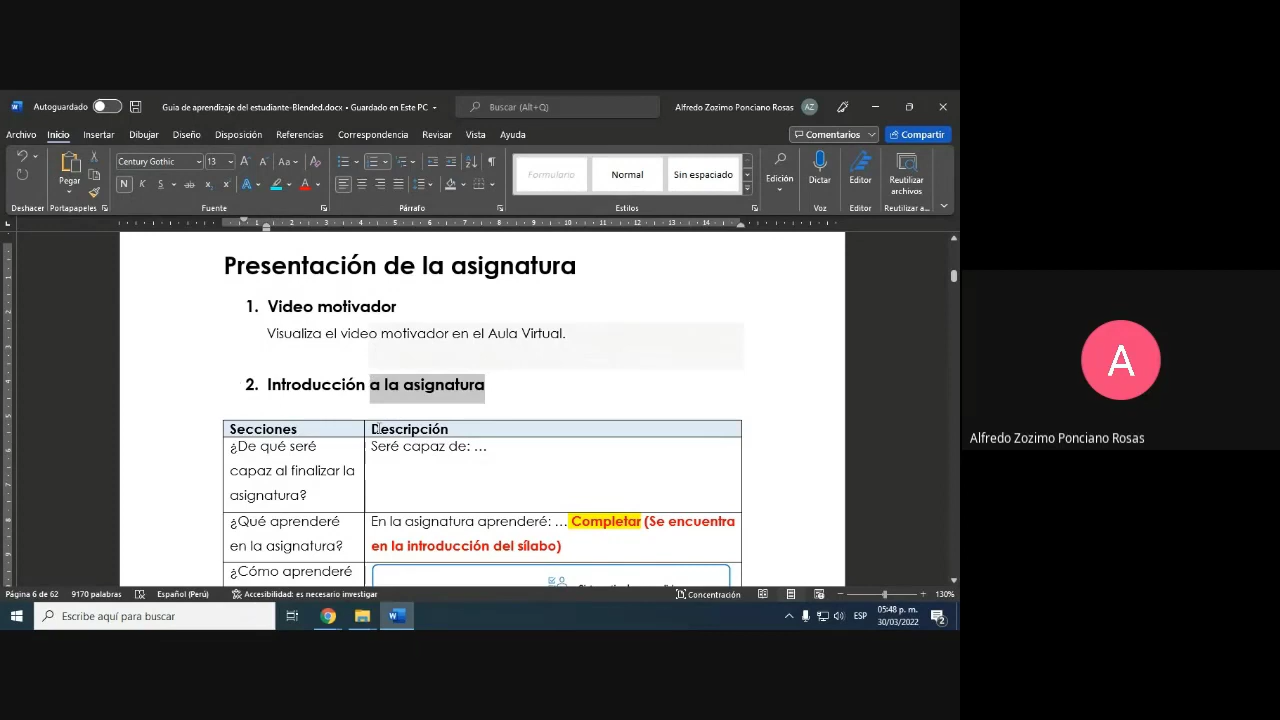 Autoguardado
Guia de aprendizaje del estudiante-Blended.docx • Guardado en Este PC
Buscar (Alt+Q)
Alfredo Zozimo Ponciano Rosas
AZ
Archivo Inicio Insertar Dibujar Diseño Disposición Referencias Correspondencia Revisar Vista Ayuda
Comentarios
Compartir
Pegar
Century Gothic
13
Formulario
Normal
Sin espaciado
Edición
Dictar
Editor
Reutilizar
archivos
Deshacer
Portapapeles
Fuente
Párrafo
Estilos
Voz
Editor
Reutilizar a...
Presentación de la asignatura
1. Video motivador
Visualiza el video motivador en el Aula Virtual.
2. Introducción a la asignatura
Secciones
Descripción
¿De qué seré
capaz al finalizar la
asignatura?
Seré capaz de: ...
¿Qué aprenderé
en la asignatura?
En la asignatura aprenderé: ... Completar (Se encuentra
en la introducción del sílabo)
¿Cómo aprenderé
Página 6 de 62
9170 palabras
Español (Perú)
Accesibilidad: es necesario investigar
Concentración
130%
Escribe aquí para buscar
ESP
05:48 p. m.
30/03/2022
2
A
Alfredo Zozimo Ponciano Rosas